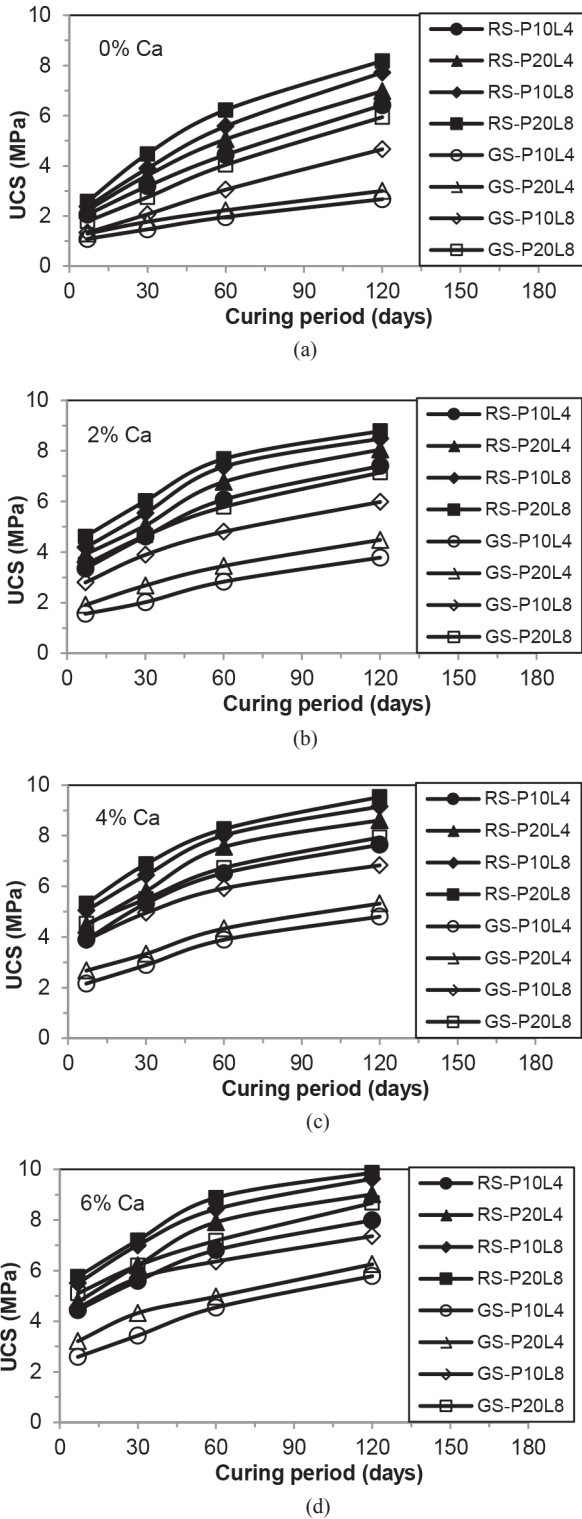 0% Ca
10
8
6
4
2
0
UCS (MPa)
0 30 60 90 120 150 180
Curing period (days)
RS-P10L4
RS-P20L4
RS-P10L8
RS-P20L8
GS-P10L4
GS-P20L4
GS-P10L8
GS-P20L8
(a)
2% Ca
10
8
6
4
2
0
UCS (MPa)
0 30 60 90 120 150 180
Curing period (days)
RS-P10L4
RS-P20L4
RS-P10L8
RS-P20L8
GS-P10L4
GS-P20L4
GS-P10L8
GS-P20L8
(b)
4% Ca
10
8
6
4
2
0
UCS (MPa)
0 30 60 90 120 150 180
Curing period (days)
RS-P10L4
RS-P20L4
RS-P10L8
RS-P20L8
GS-P10L4
GS-P20L4
GS-P10L8
GS-P20L8
(c)
6% Ca
10
8
6
4
2
0
UCS (MPa)
0 30 60 90 120 150 180
Curing period (days)
RS-P10L4
RS-P20L4
RS-P10L8
RS-P20L8
GS-P10L4
GS-P20L4
GS-P10L8
GS-P20L8
(d)